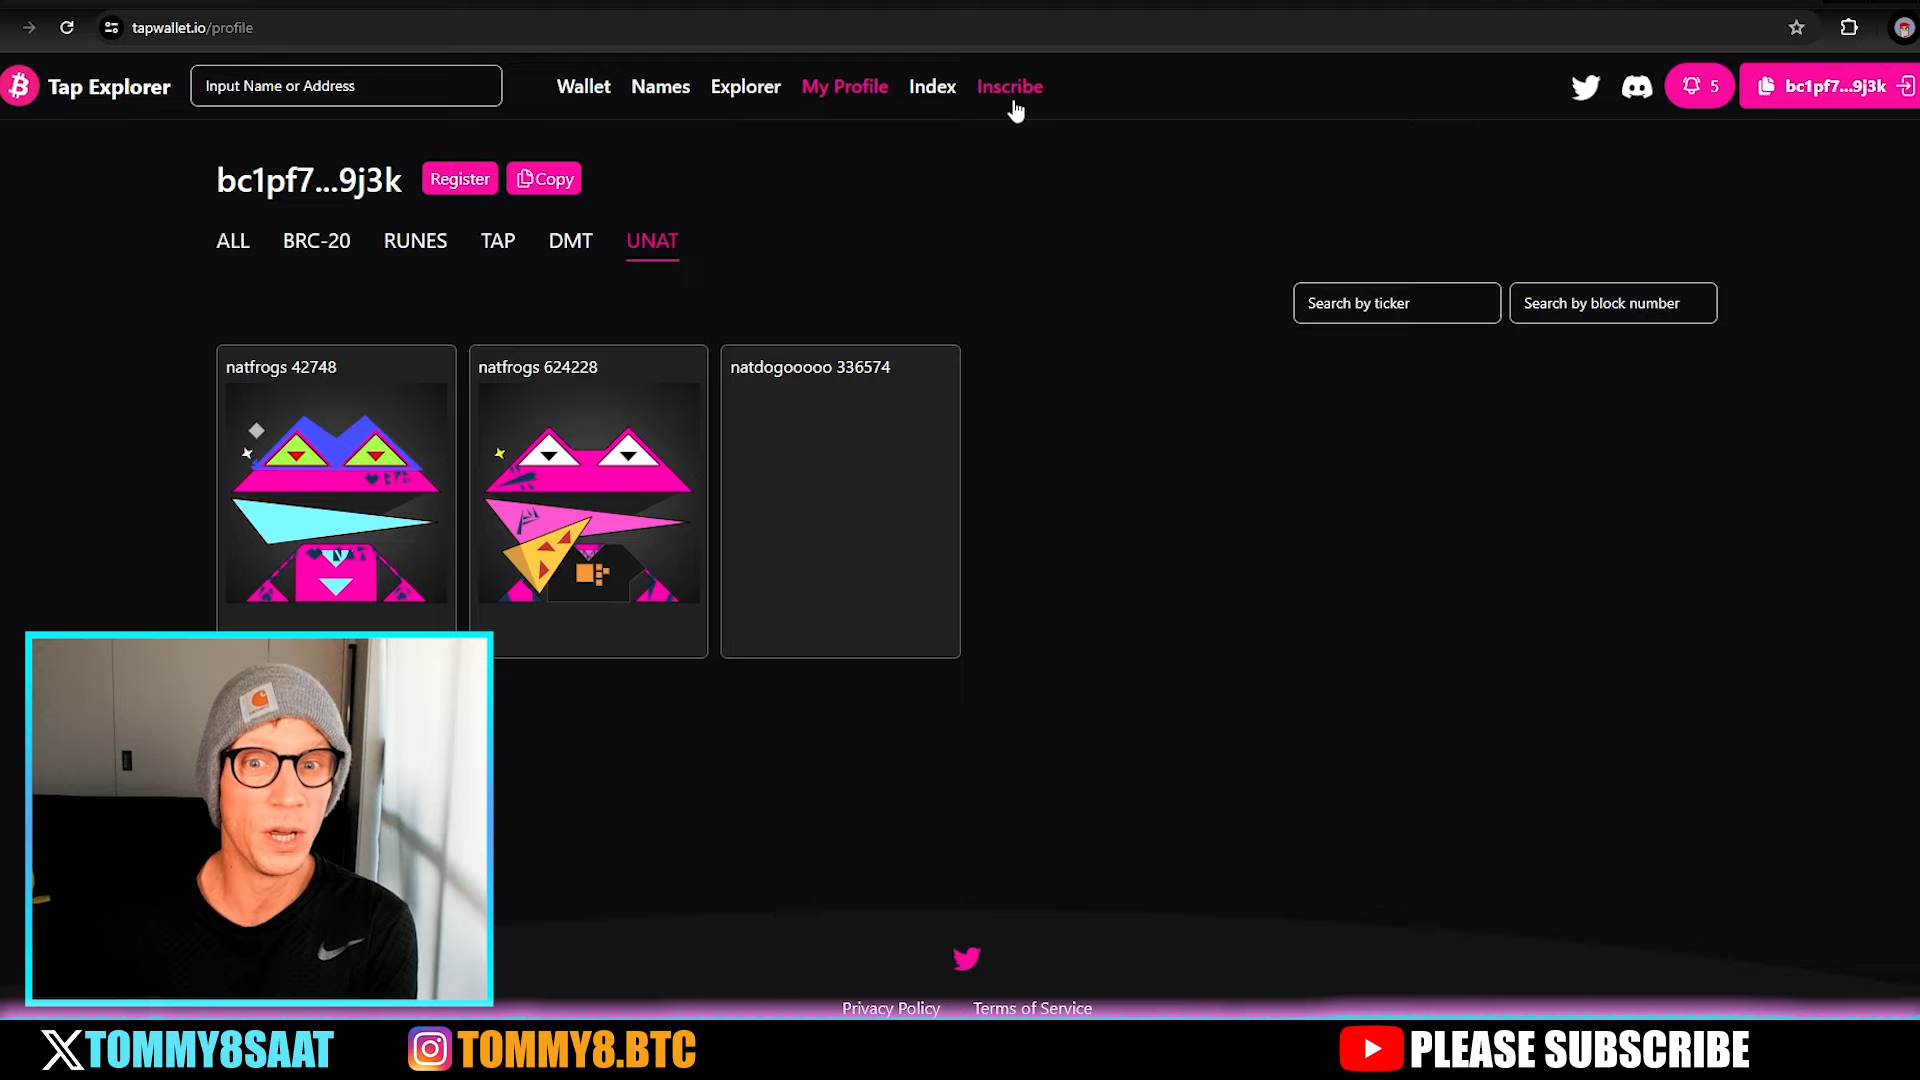 tapwallet.io/profile
Tap Explorer
Input Name or Address
Wallet
Names
Explorer
My Profile
Index
Inscribe
5
bc1pf7...9j3k
bc1pf7...9j3k
Register
Copy
ALL
BRC-20
RUNES
TAP
DMT
UNAT
Search by ticker
Search by block number
natfrogs 42748
natfrogs 624228
natdogooooo 336574
Privacy Policy
Terms of Service
TOMMY8SAAT
TOMMY8.BTC
PLEASE SUBSCRIBE